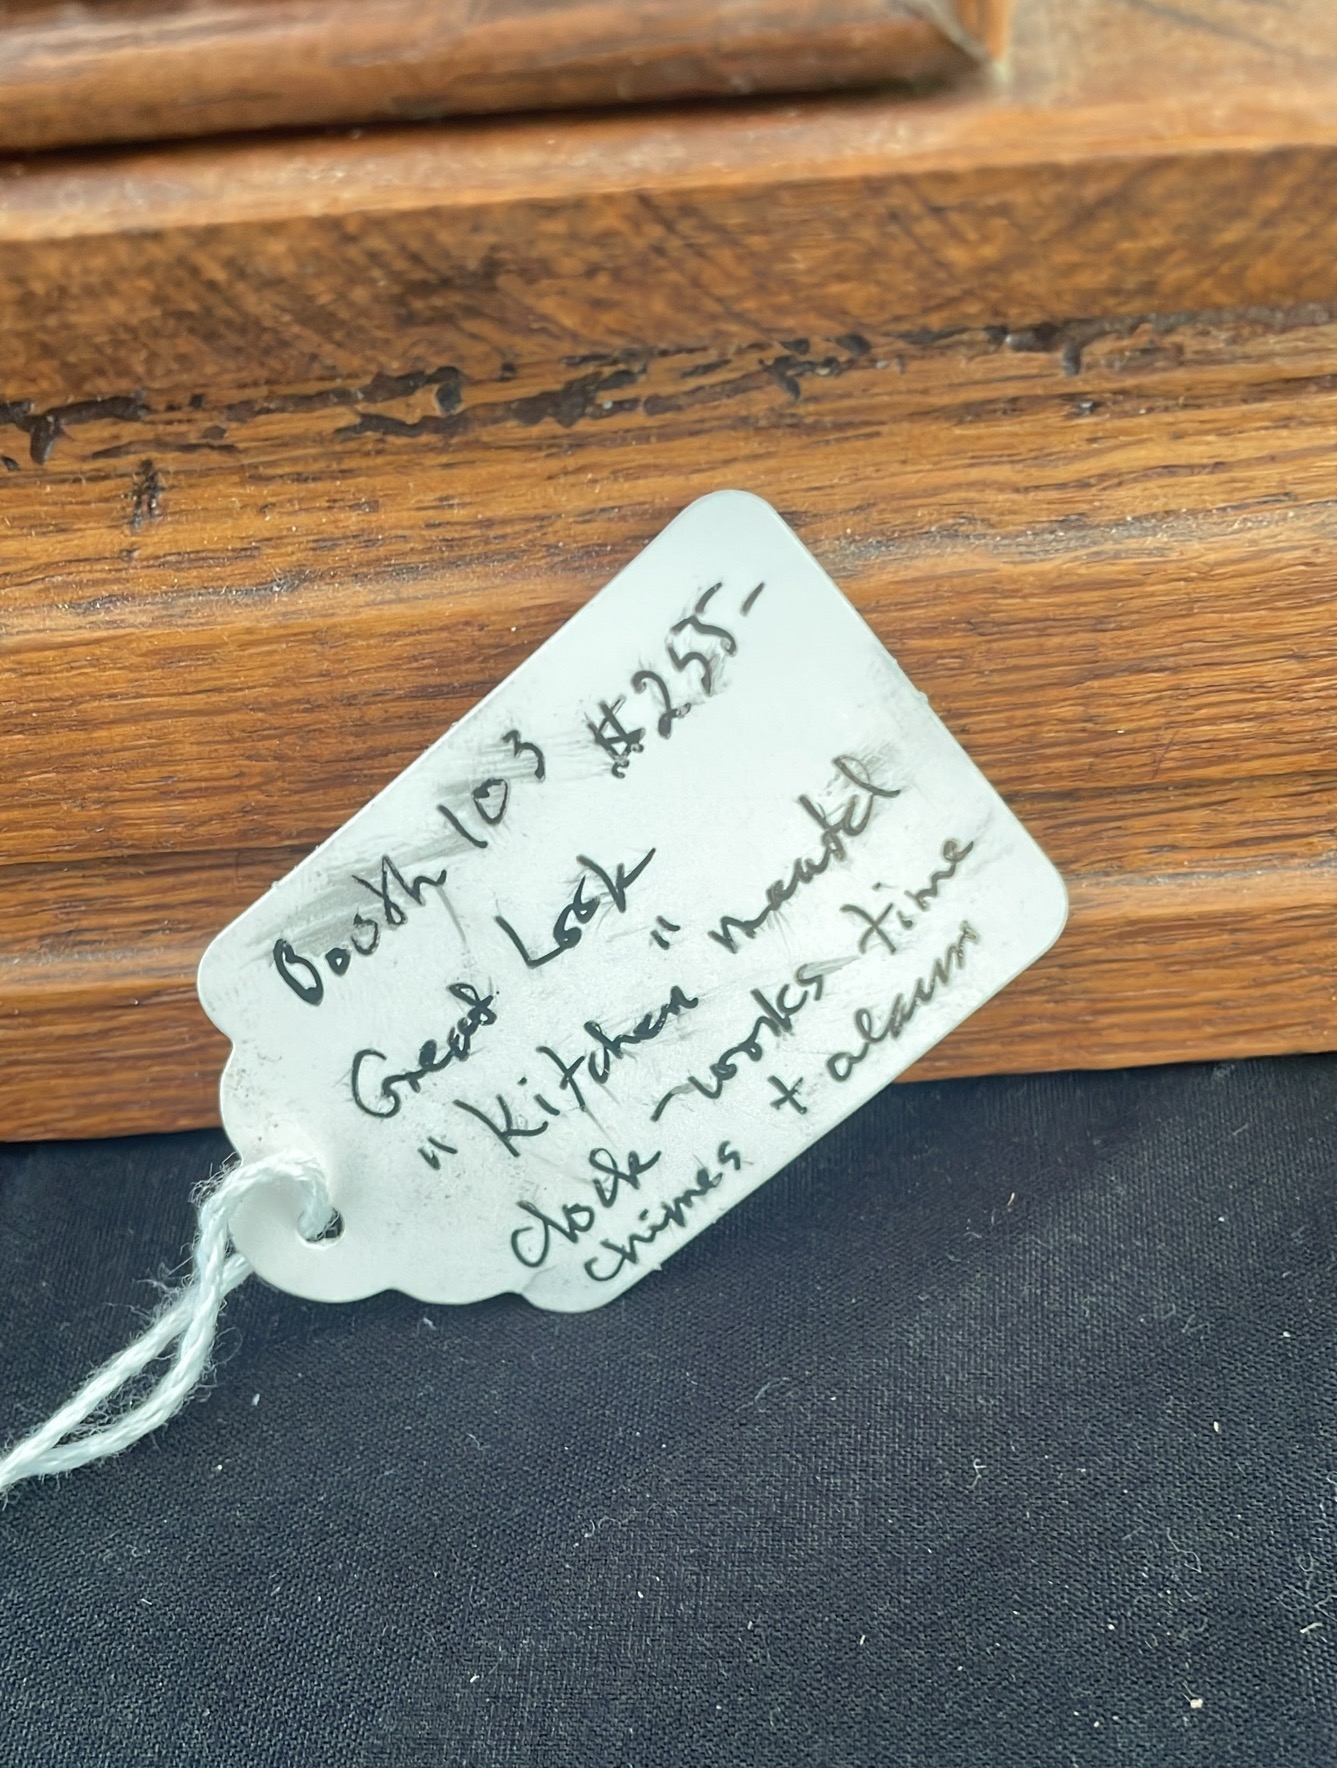 Booth 103 #255-
Great Look
"Kitchen" mantel
clock - works time
chimes + alarm